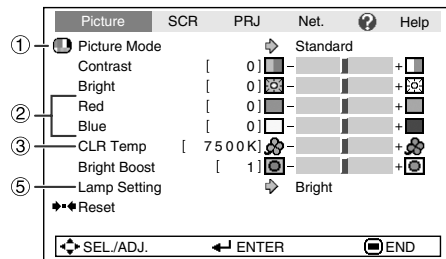 Picture SCR PRJ Net. ? Help
① Picture Mode Standard
Contrast [ 0] - +
Bright [ 0] - +
② Red [ 0] - +
Blue [ 0] - +
③ CLR Temp [ 7500K] - +
Bright Boost [ 1] - +
⑤ Lamp Setting Bright
Reset
SEL./ADJ. ENTER END